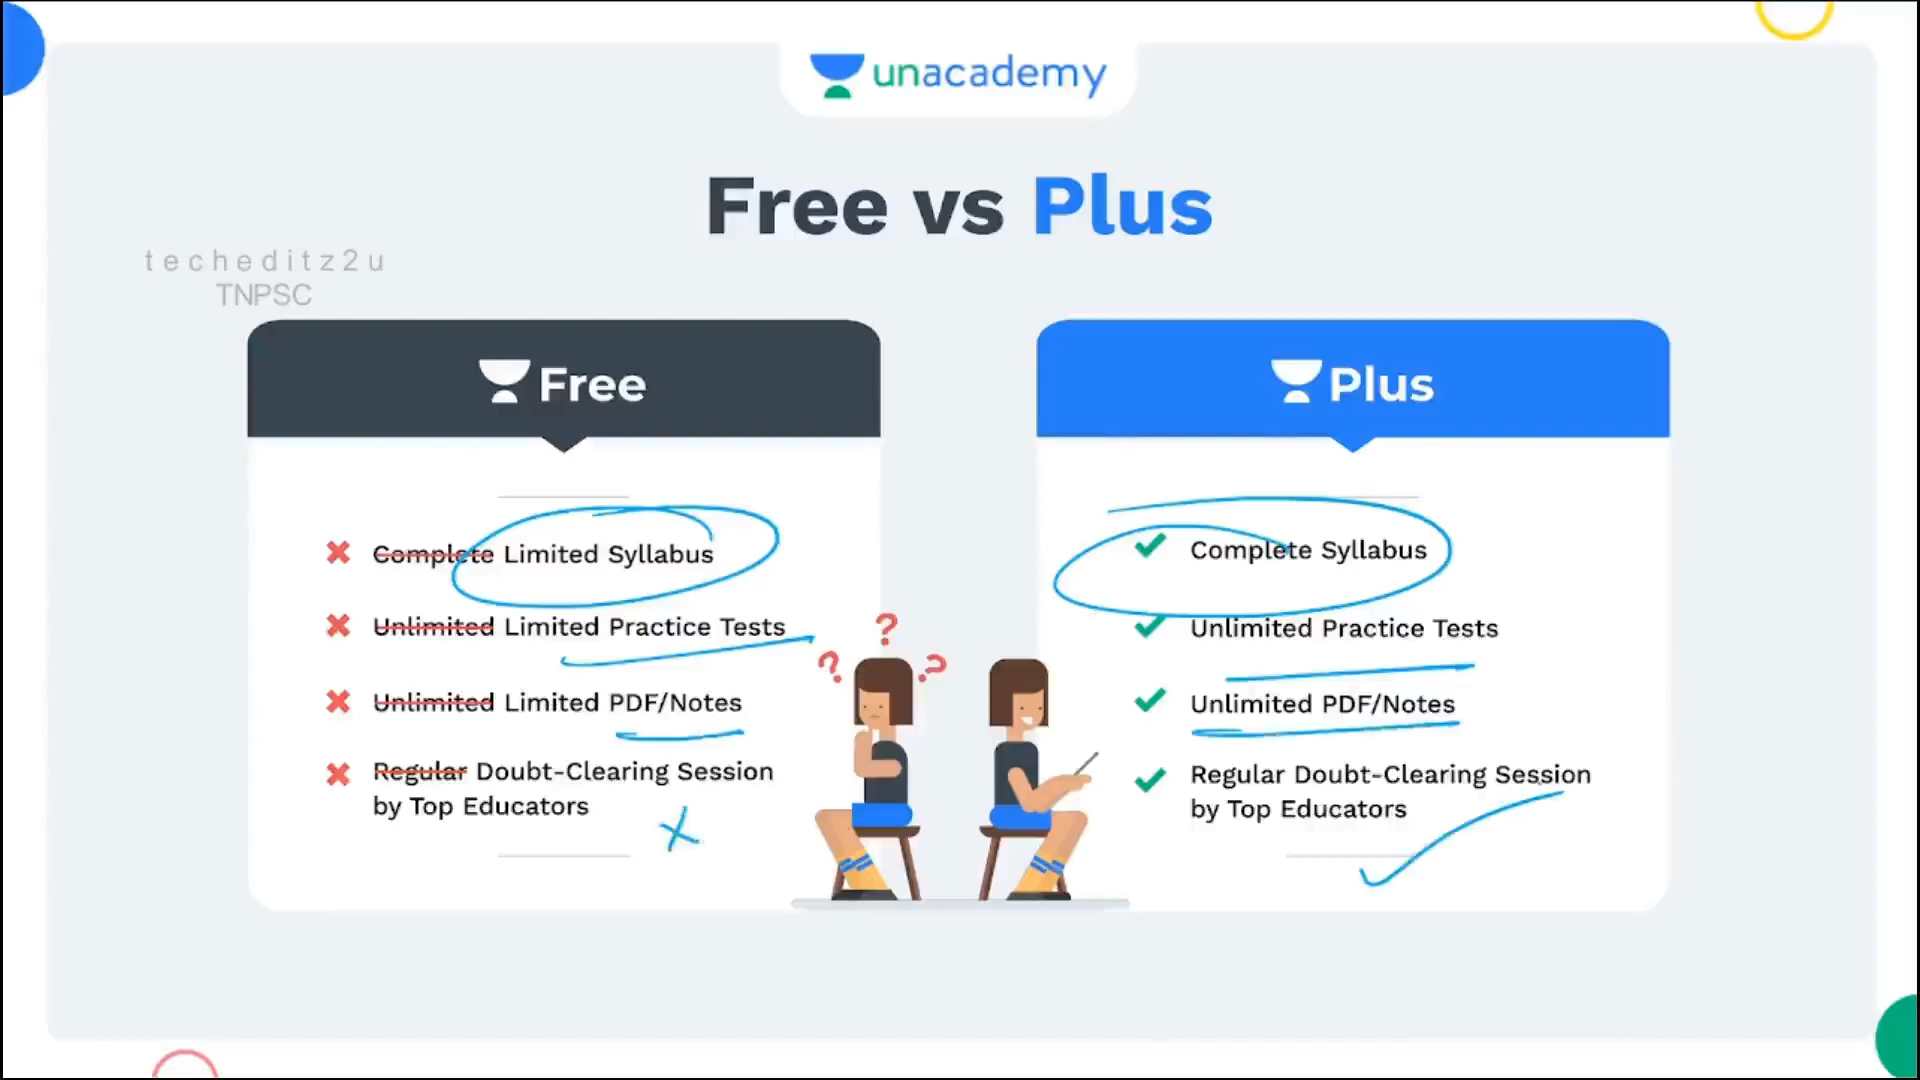 unacademy
Free vs Plus
techeditz2u
TNPSC
Free
Complete Limited Syllabus
Unlimited Limited Practice Tests
Unlimited Limited PDF/Notes
Regular Doubt-Clearing Session
by Top Educators
? ? ?
Plus
Complete Syllabus
Unlimited Practice Tests
Unlimited PDF/Notes
Regular Doubt-Clearing Session
by Top Educators